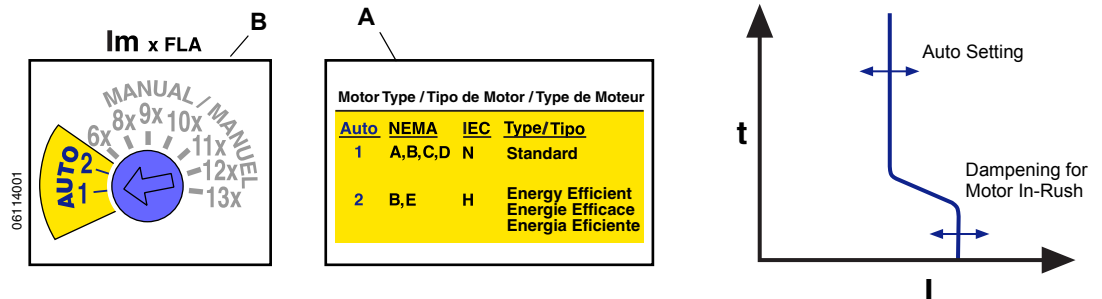 Im x FLA
B
MANUAL / MANUEL
6x 8x 9x 10x 11x 12x 13x
AUTO
2
1
06114001
A
Motor Type / Tipo de Motor / Type de Moteur
Auto NEMA IEC Type/Tipo
1 A,B,C,D N Standard
2 B,E H Energy Efficient
Energie Efficace
Energia Eficiente
t
Auto Setting
Dampening for
Motor In-Rush
I